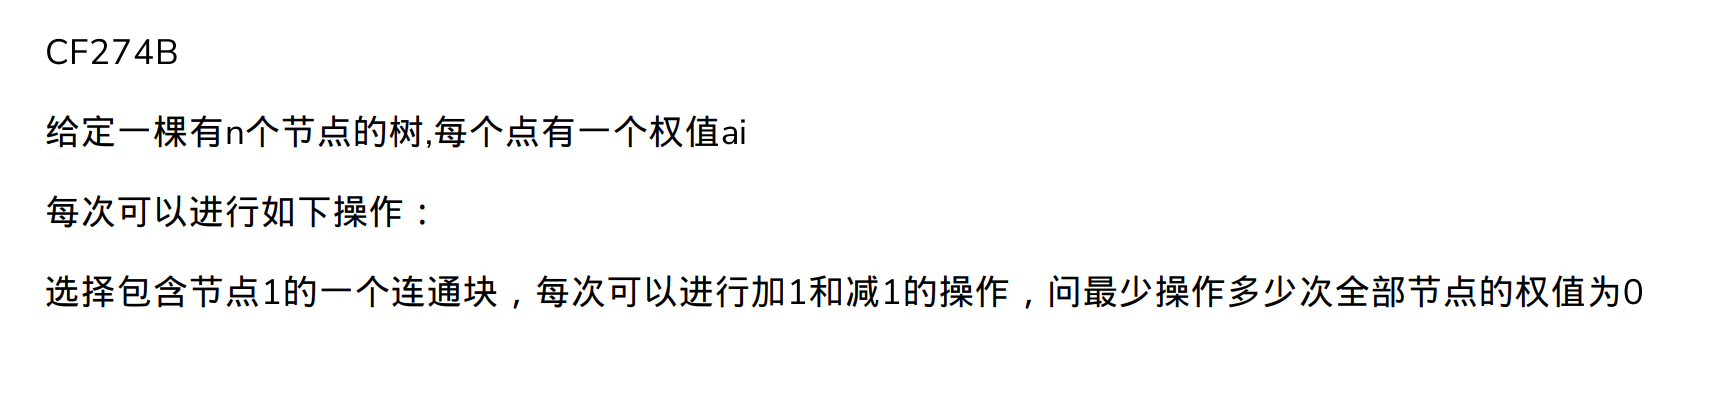 CF274B
给定一棵有n个节点的树,每个点有一个权值ai
每次可以进行如下操作：
选择包含节点1的一个连通块，每次可以进行加1和减1的操作，问最少操作多少次全部节点的权值为0